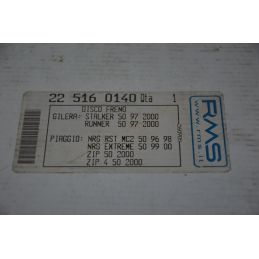 22 516 0140 Qta 1
DISCO FRENO
GILERA: STALKER 50 97 2000
RUNNER 50 97 2000
PIAGGIO: NRG RST MC2 50 96 98
NRG EXTREME 50 99 00
ZIP 50 2000
ZIP 4 50 2000
RMS
www.rms.it